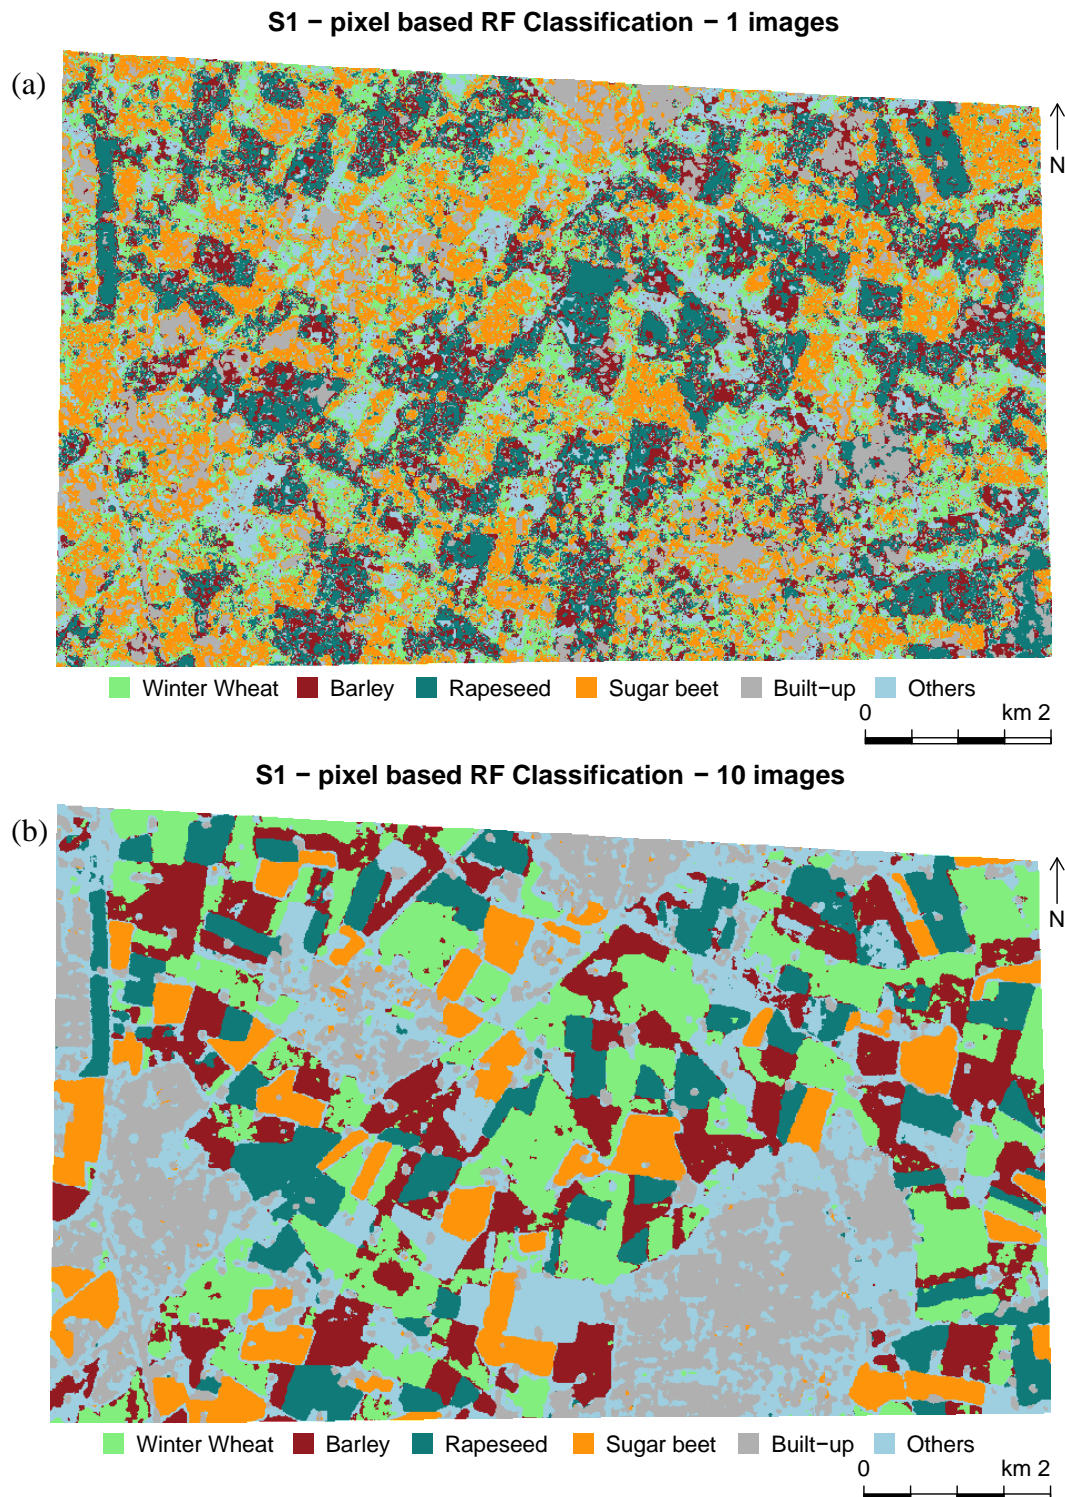 S1 − pixel based RF Classification − 1 images
(a)
N
Winter Wheat Barley Rapeseed Sugar beet Built−up Others
0 km 2
S1 − pixel based RF Classification − 10 images
(b)
N
Winter Wheat Barley Rapeseed Sugar beet Built−up Others
0 km 2